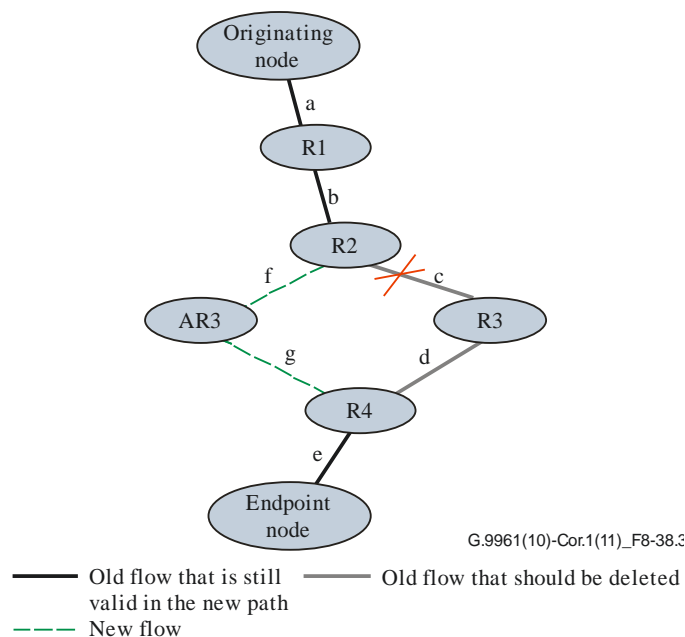 Originating
node
a
R1
b
R2
f
c
AR3
R3
g
d
R4
e
Endpoint
node
G.9961(10)-Cor.1(11)_F8-38.3
Old flow that is still
valid in the new path
Old flow that should be deleted
New flow